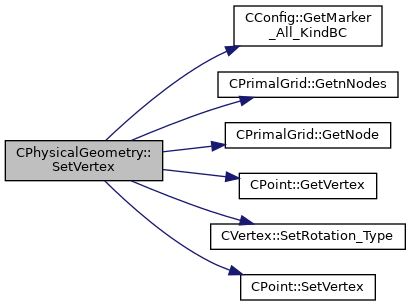 CConfig::GetMarker
_All_KindBC
CPrimalGrid::GetnNodes
CPrimalGrid::GetNode
CPhysicalGeometry::
SetVertex
CPoint::GetVertex
CVertex::SetRotation_Type
CPoint::SetVertex